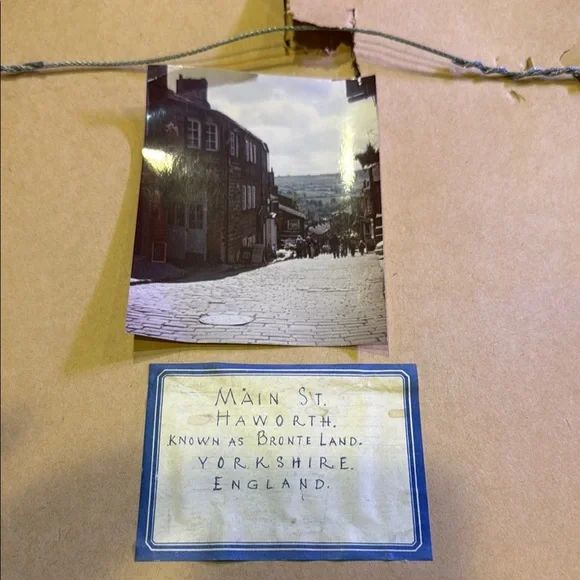 MAIN ST.
HAWORTH.
KNOWN AS BRONTE LAND.
YORKSHIRE.
ENGLAND.